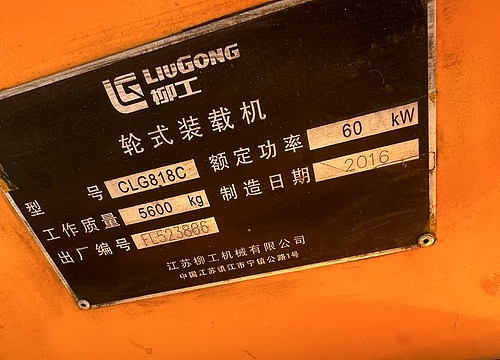 LIUGONG
柳工
轮式装载机
型 号 CLG818C 额定功率 60 kW
工作质量 5600 kg 制造日期 2016
出厂编号 FL523866
江苏柳工机械有限公司
中国江苏镇江市宁镇公路1号